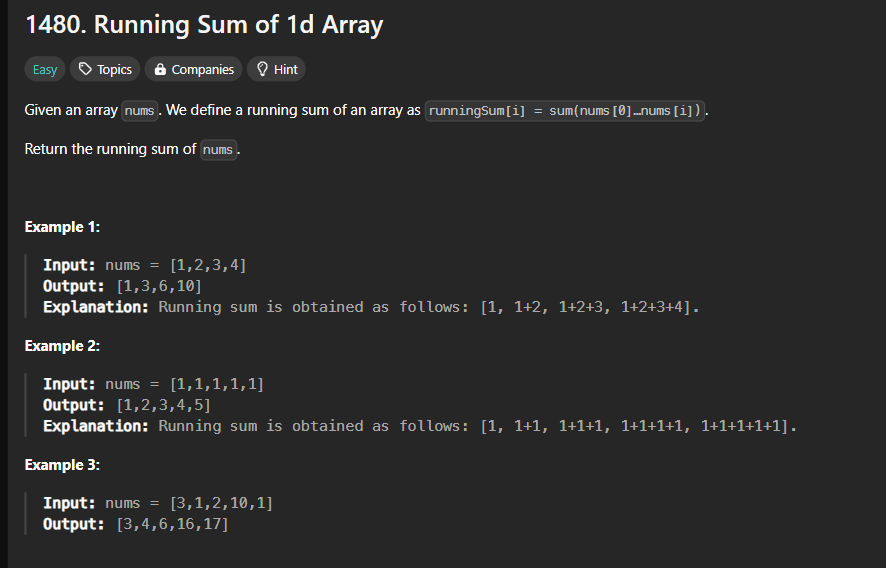 1480. Running Sum of 1d Array
Easy Topics Companies Hint
Given an array nums. We define a running sum of an array as runningSum[i] = sum(nums[0]…nums[i]).
Return the running sum of nums.
Example 1:
Input: nums = [1,2,3,4]
Output: [1,3,6,10]
Explanation: Running sum is obtained as follows: [1, 1+2, 1+2+3, 1+2+3+4].
Example 2:
Input: nums = [1,1,1,1,1]
Output: [1,2,3,4,5]
Explanation: Running sum is obtained as follows: [1, 1+1, 1+1+1, 1+1+1+1, 1+1+1+1+1].
Example 3:
Input: nums = [3,1,2,10,1]
Output: [3,4,6,16,17]